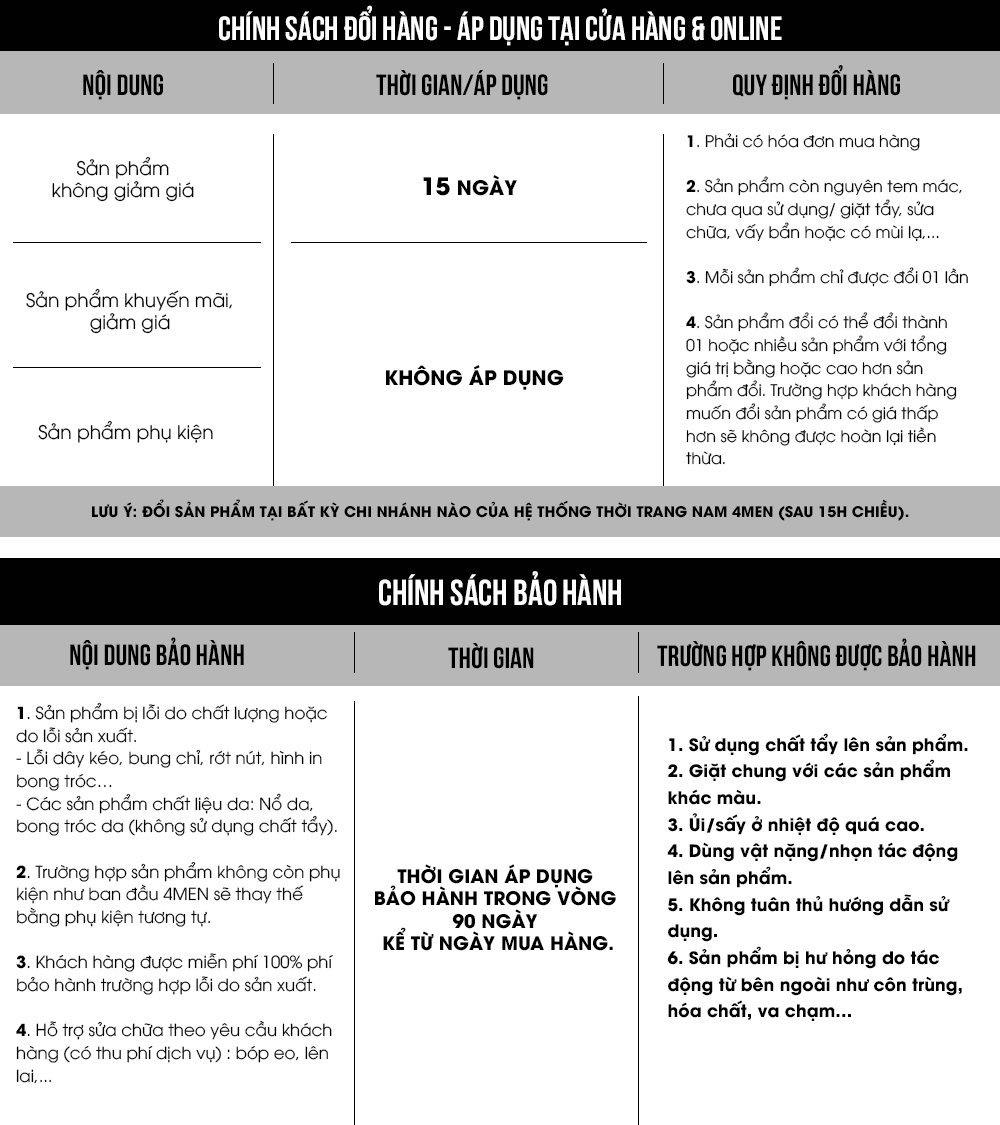 CHÍNH SÁCH ĐỔI HÀNG - ÁP DỤNG TẠI CỬA HÀNG & ONLINE
NỘI DUNG
THỜI GIAN/ÁP DỤNG
QUY ĐỊNH ĐỔI HÀNG
Sản phẩm
không giảm giá
15 NGÀY
Sản phẩm khuyến mãi,
giảm giá
Sản phẩm phụ kiện
KHÔNG ÁP DỤNG
1. Phải có hóa đơn mua hàng
2. Sản phẩm còn nguyên tem mác,
chưa qua sử dụng/ giặt tẩy, sửa
chữa, vấy bẩn hoặc có mùi lạ,...
3. Mỗi sản phẩm chỉ được đổi 01 lần
4. Sản phẩm đổi có thể đổi thành
01 hoặc nhiều sản phẩm với tổng
giá trị bằng hoặc cao hơn sản
phẩm đổi. Trường hợp khách hàng
muốn đổi sản phẩm có giá thấp
hơn sẽ không được hoàn lại tiền
thừa.
LƯU Ý: ĐỔI SẢN PHẨM TẠI BẤT KỲ CHI NHÁNH NÀO CỦA HỆ THỐNG THỜI TRANG NAM 4MEN (SAU 15H CHIỀU).
CHÍNH SÁCH BẢO HÀNH
NỘI DUNG BẢO HÀNH
THỜI GIAN
TRƯỜNG HỢP KHÔNG ĐƯỢC BẢO HÀNH
1. Sản phẩm bị lỗi do chất lượng hoặc
do lỗi sản xuất.
- Lỗi dây kéo, bung chỉ, rớt nút, hình in
bong tróc...
- Các sản phẩm chất liệu da: Nổ da,
bong tróc da (không sử dụng chất tẩy).
2. Trường hợp sản phẩm không còn phụ
kiện như ban đầu 4MEN sẽ thay thế
bằng phụ kiện tương tự.
3. Khách hàng được miễn phí 100% phí
bảo hành trường hợp lỗi do sản xuất.
4. Hỗ trợ sửa chữa theo yêu cầu khách
hàng (có thu phí dịch vụ) : bóp eo, lên
lai,...
THỜI GIAN ÁP DỤNG
BẢO HÀNH TRONG VÒNG
90 NGÀY
KỂ TỪ NGÀY MUA HÀNG.
1. Sử dụng chất tẩy lên sản phẩm.
2. Giặt chung với các sản phẩm
khác màu.
3. Ủi/sấy ở nhiệt độ quá cao.
4. Dùng vật nặng/nhọn tác động
lên sản phẩm.
5. Không tuân thủ hướng dẫn sử
dụng.
6. Sản phẩm bị hư hỏng do tác
động từ bên ngoài như côn trùng,
hóa chất, va chạm...